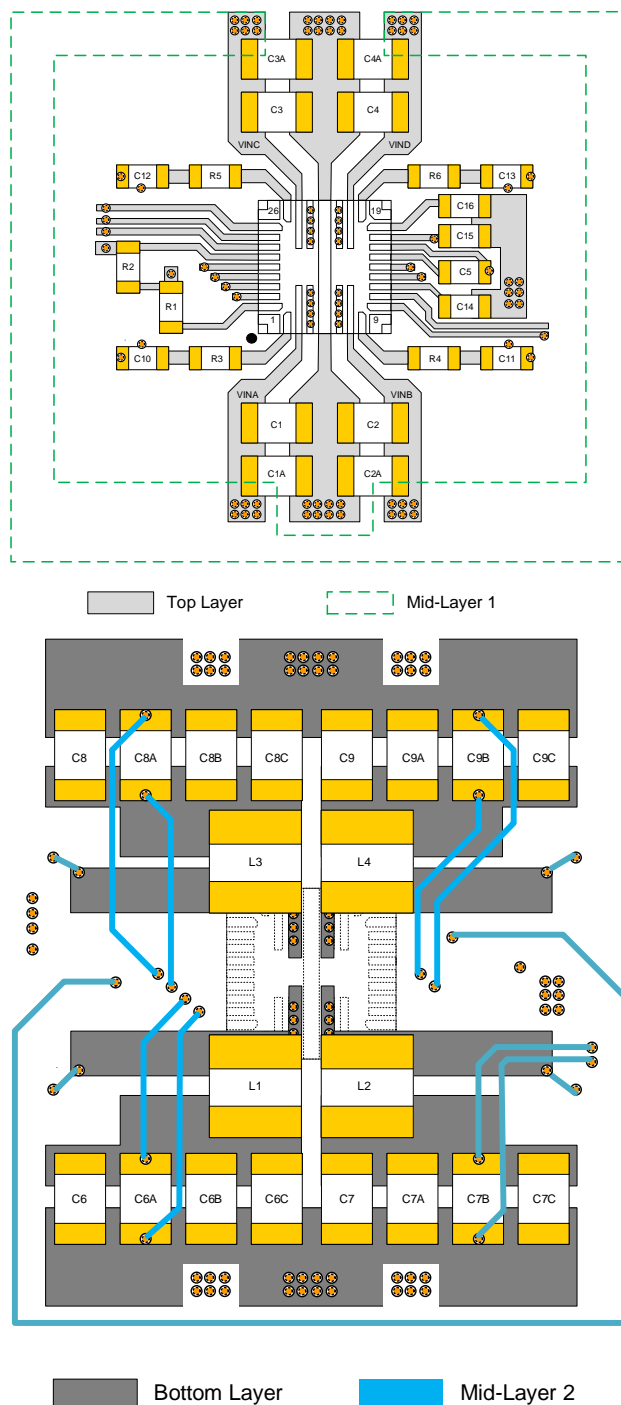 C3A C4A
C3 C4
VINC VIND
C12 R5 R6 C13
26 19 C16
C15
R2 C5
R1 C14
1 9
C10 R3 R4 C11
VINA VINB
C1 C2
C1A C2A
Top Layer Mid-Layer 1
C8 C8A C8B C8C C9 C9A C9B C9C
L3 L4
L1 L2
C6 C6A C6B C6C C7 C7A C7B C7C
Bottom Layer Mid-Layer 2